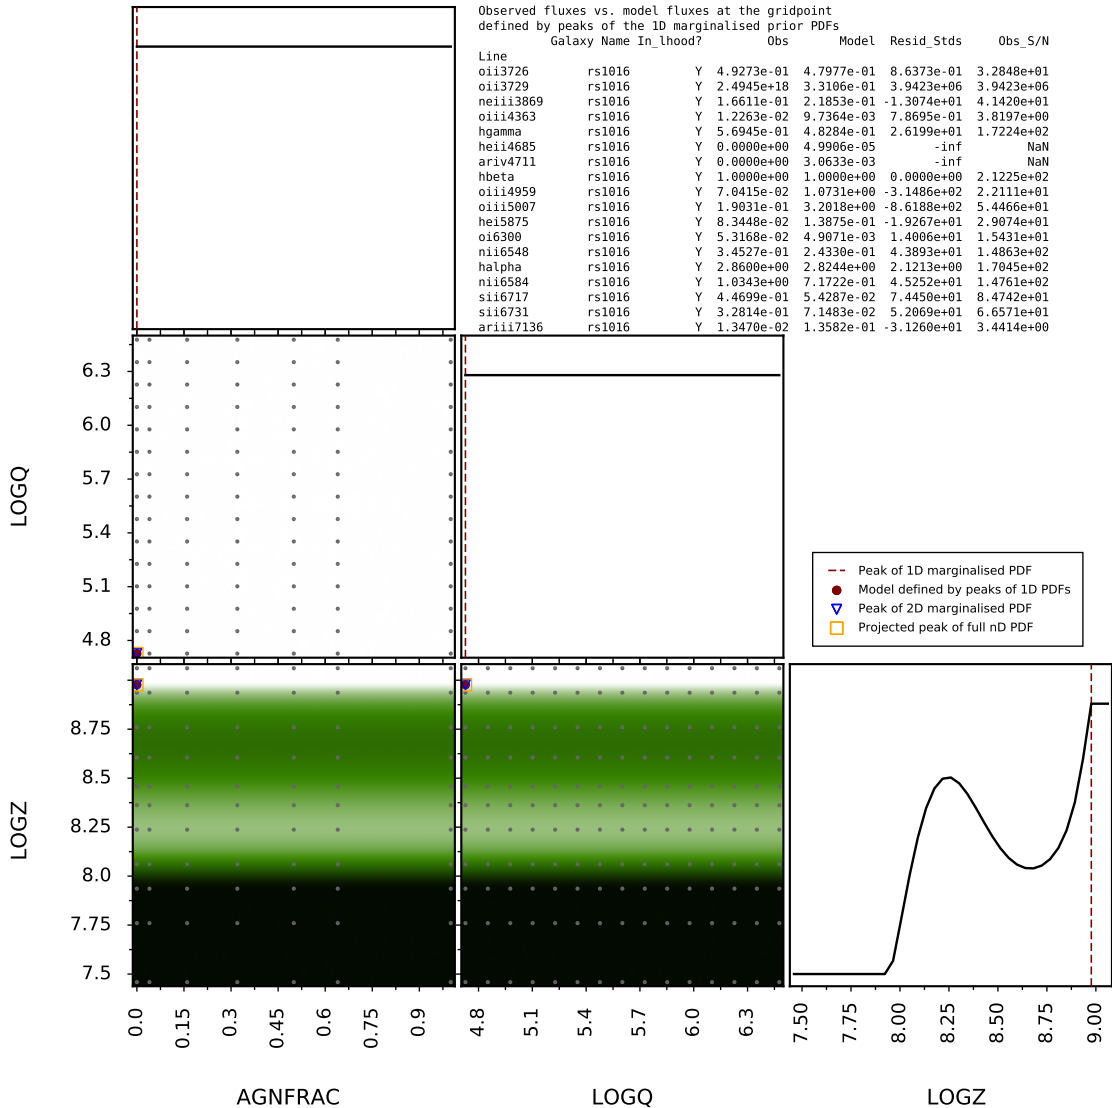 Observed fluxes vs. model fluxes at the gridpoint
defined by peaks of the 1D marginalised prior PDFs
Galaxy Name In_lhood? Obs Model Resid_Stds Obs_S/N
Line
oii3726 rs1016 Y 4.9273e-01 4.7977e-01 8.6373e-01 3.2848e+01
oii3729 rs1016 Y 2.4945e+18 3.3106e-01 3.9423e+06 3.9423e+06
neiii3869 rs1016 Y 1.6611e-01 2.1853e-01 -1.3074e+01 4.1420e+01
oiii4363 rs1016 Y 1.2263e-02 9.7364e-03 7.8695e-01 3.8197e+00
hgamma rs1016 Y 5.6945e-01 4.8284e-01 2.6199e+01 1.7224e+02
heii4685 rs1016 Y 0.0000e+00 4.9906e-05 -inf NaN
ariv4711 rs1016 Y 0.0000e+00 3.0633e-03 -inf NaN
hbeta rs1016 Y 1.0000e+00 1.0000e+00 0.0000e+00 2.1225e+02
oiii4959 rs1016 Y 7.0415e-02 1.0731e+00 -3.1486e+02 2.2111e+01
oiii5007 rs1016 Y 1.9031e-01 3.2018e+00 -8.6188e+02 5.4466e+01
hei5875 rs1016 Y 8.3448e-02 1.3875e-01 -1.9267e+01 2.9074e+01
oi6300 rs1016 Y 5.3168e-02 4.9071e-03 1.4006e+01 1.5431e+01
nii6548 rs1016 Y 3.4527e-01 2.4330e-01 4.3893e+01 1.4863e+02
halpha rs1016 Y 2.8600e+00 2.8244e+00 2.1213e+00 1.7045e+02
nii6584 rs1016 Y 1.0343e+00 7.1722e-01 4.5252e+01 1.4761e+02
sii6717 rs1016 Y 4.4699e-01 5.4287e-02 7.4450e+01 8.4742e+01
sii6731 rs1016 Y 3.2814e-01 7.1483e-02 5.2069e+01 6.6571e+01
ariii7136 rs1016 Y 1.3470e-02 1.3582e-01 -3.1260e+01 3.4414e+00
6.3
6.0
5.7
5.4
5.1
4.8
LOGQ
Peak of 1D marginalised PDF
Model defined by peaks of 1D PDFs
Peak of 2D marginalised PDF
Projected peak of full nD PDF
8.75
8.5
8.25
8.0
7.75
7.5
LOGZ
0.0 0.15 0.3 0.45 0.6 0.75 0.9
4.8 5.1 5.4 5.7 6.0 6.3
7.50 7.75 8.00 8.25 8.50 8.75 9.00
AGNFRAC LOGQ LOGZ